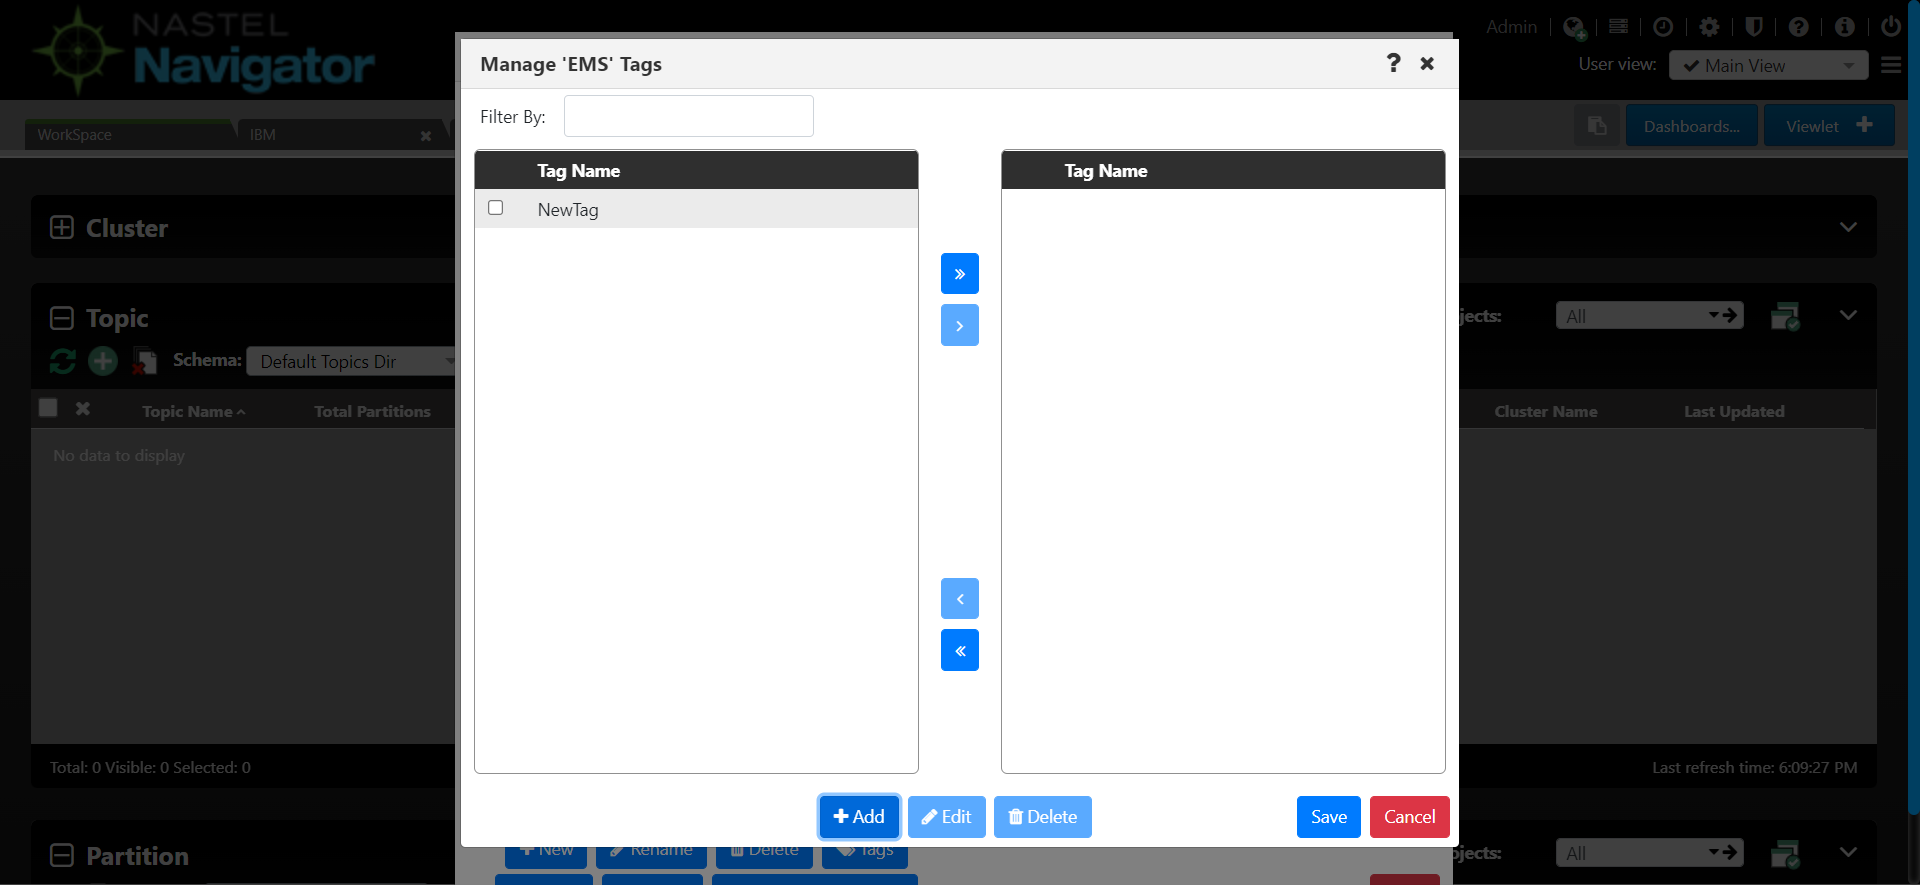 NASTEL
Navigator
Admin
User view: Main View
WorkSpace
IBM
Dashboards...
Viewlet
Manage 'EMS' Tags
Filter By:
Tag Name
Tag Name
NewTag
Cluster
Topic
Schema: Default Topics Dir
jects: All
Topic Name
Total Partitions
Cluster Name
Last Updated
No data to display
Total: 0 Visible: 0 Selected: 0
Last refresh time: 6:09:27 PM
Add
Edit
Delete
Save
Cancel
New
Rename
Delete
Tags
Partition
bjects: All